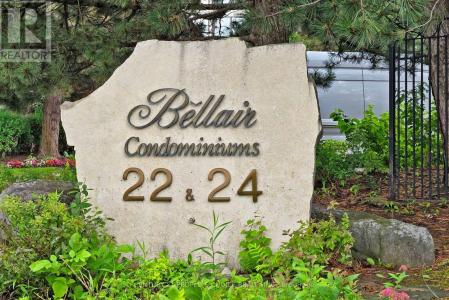 REALTOR®
Bellair
Condominiums
22 & 24